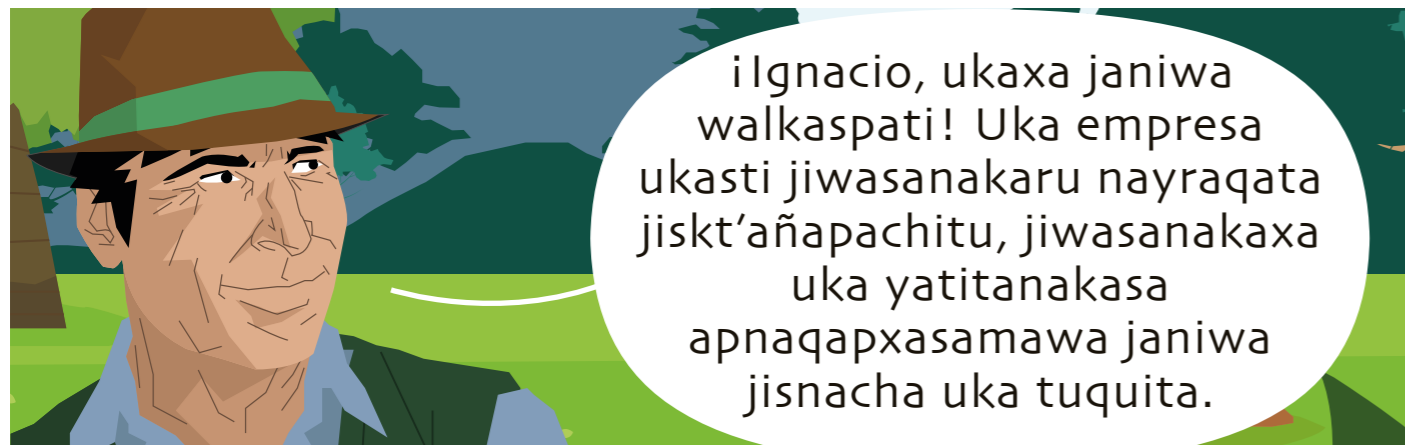 ¡Ignacio, ukaxa janiwa
walkaspati! Uka empresa
ukasti jiwasanakaru nayraqata
jiskt’añapachitu, jiwasanakaxa
uka yatitanakasa
apnaqapxasamawa janiwa
jisnacha uka tuquita.